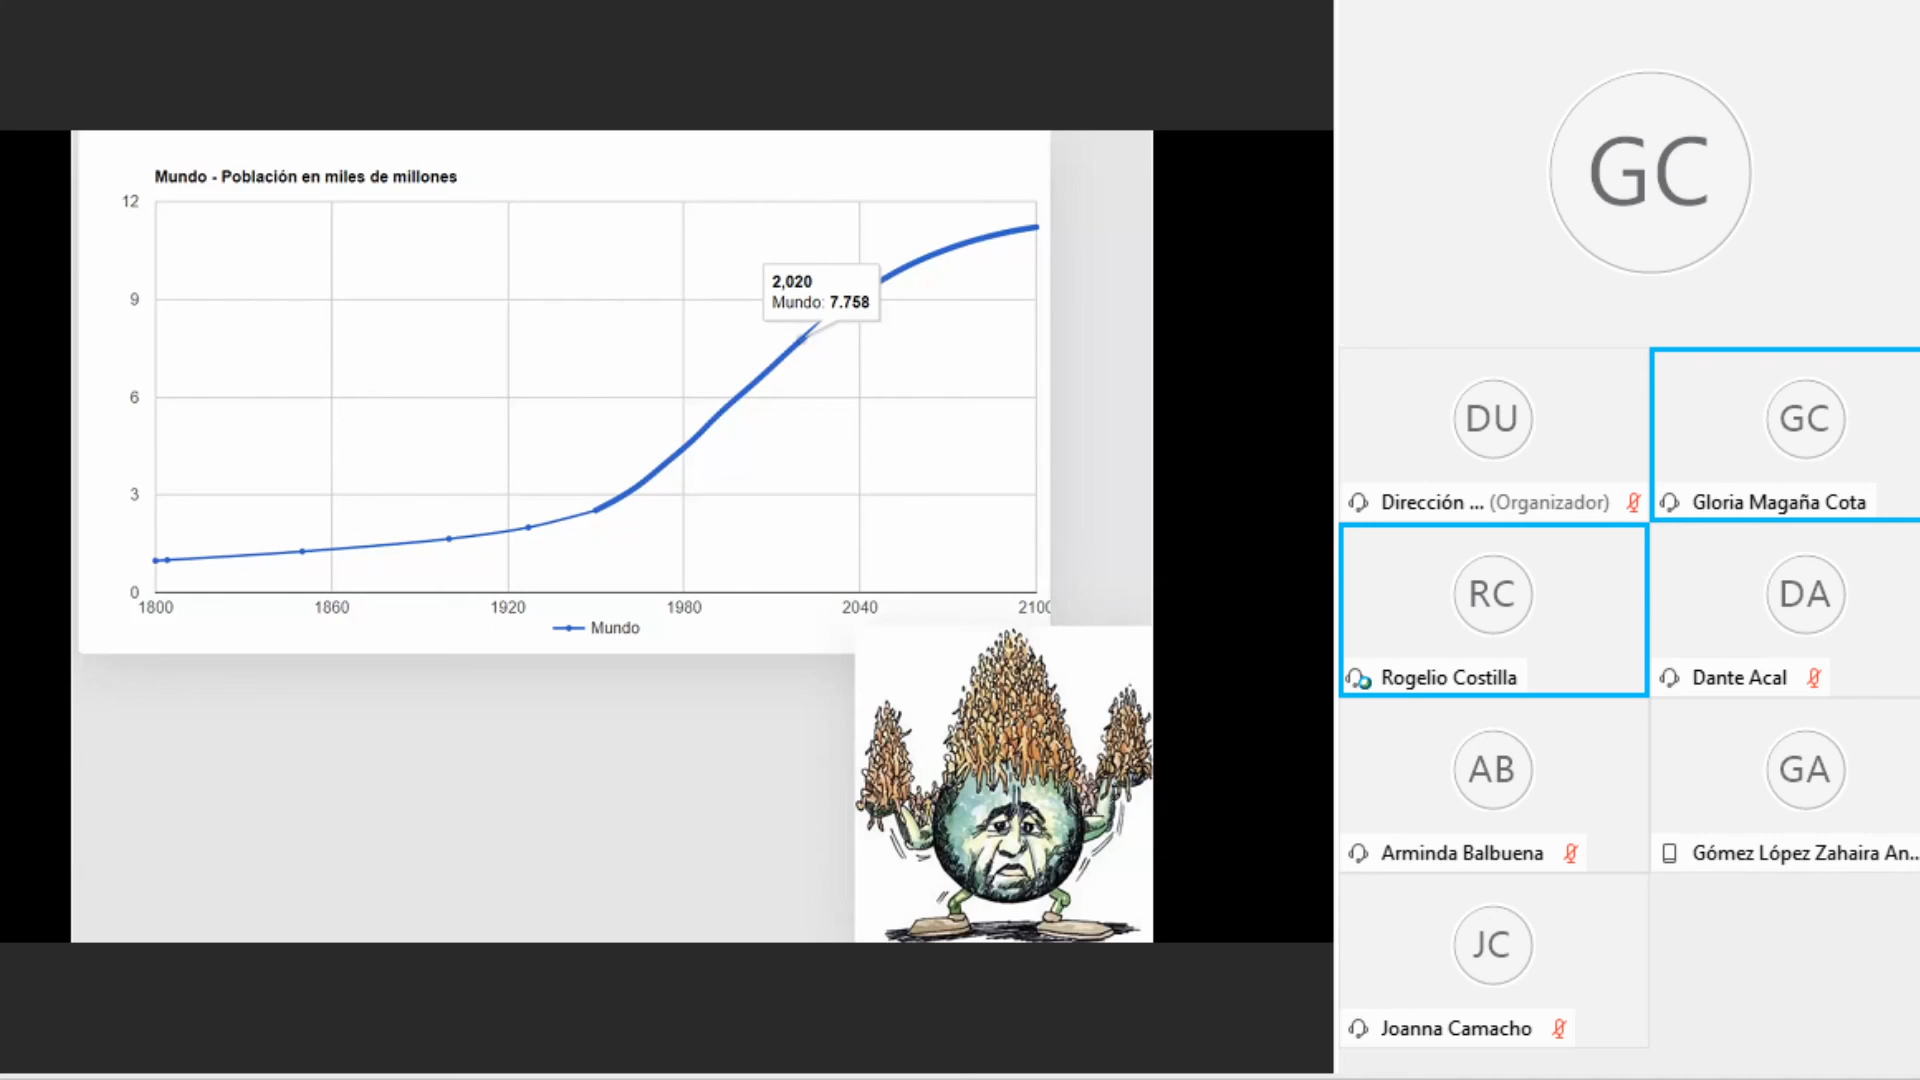 Mundo - Población en miles de millones
12
9
6
3
0
2,020
Mundo: 7.758
1800
1860
1920
1980
2040
2100
Mundo
GC
DU
Dirección ... (Organizador)
GC
Gloria Magaña Cota
RC
Rogelio Costilla
DA
Dante Acal
AB
Arminda Balbuena
GA
Gómez López Zahaira An...
JC
Joanna Camacho